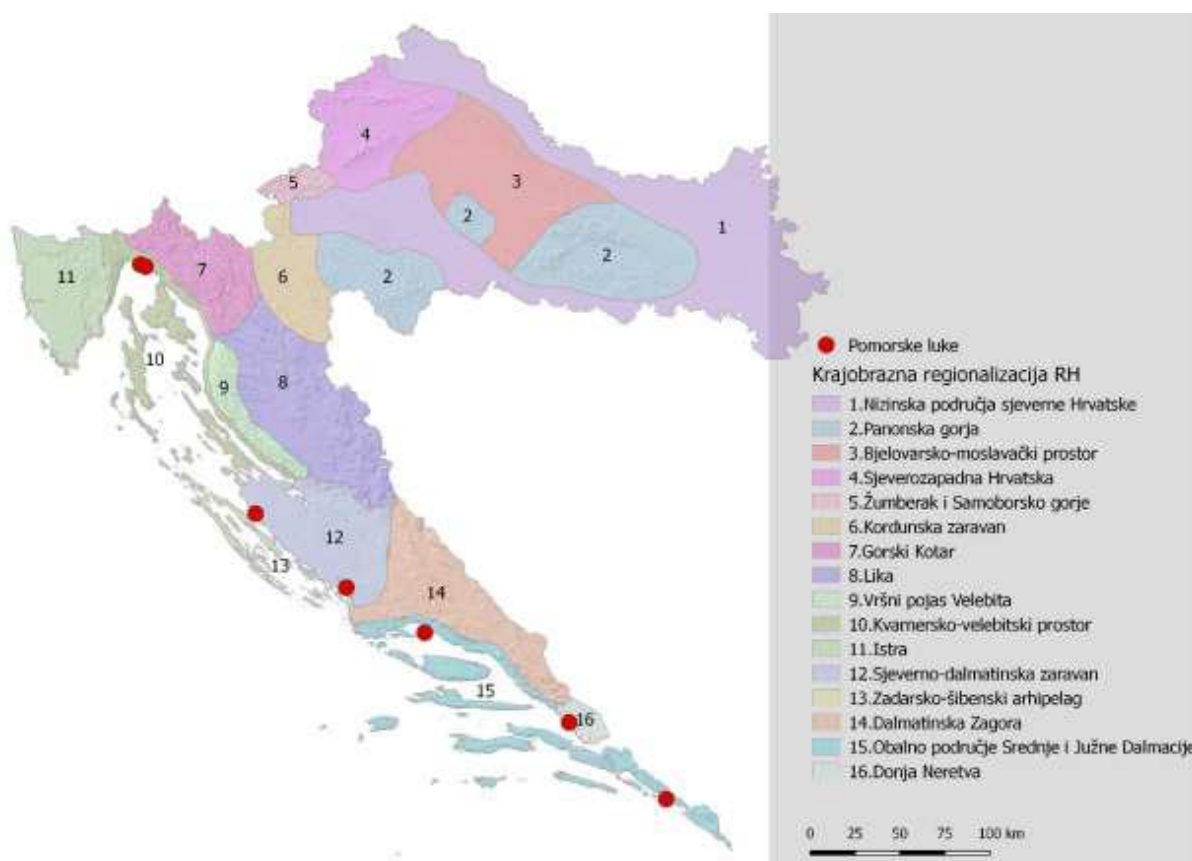 4
5
3
1
2
2
7
6
2
11
10
9
8
12
13
14
15
16
Pomorske luke
Krajobrazna regionalizacija RH
1.Nizinska područja sjeverne Hrvatske
2.Panonska gorja
3.Bjelovarsko-moslavački prostor
4.Sjeverozapadna Hrvatska
5.Žumberak i Samoborsko gorje
6.Kordunska zaravan
7.Gorski Kotar
8.Lika
9.Vršni pojas Velebita
10.Kvarnersko-velebitski prostor
11.Istra
12.Sjeverno-dalmatinska zaravan
13.Zadarsko-šibenski arhipelag
14.Dalmatinska Zagora
15.Obalno područje Srednje i Južne Dalmacije
16.Donja Neretva
0 25 50 75 100 km